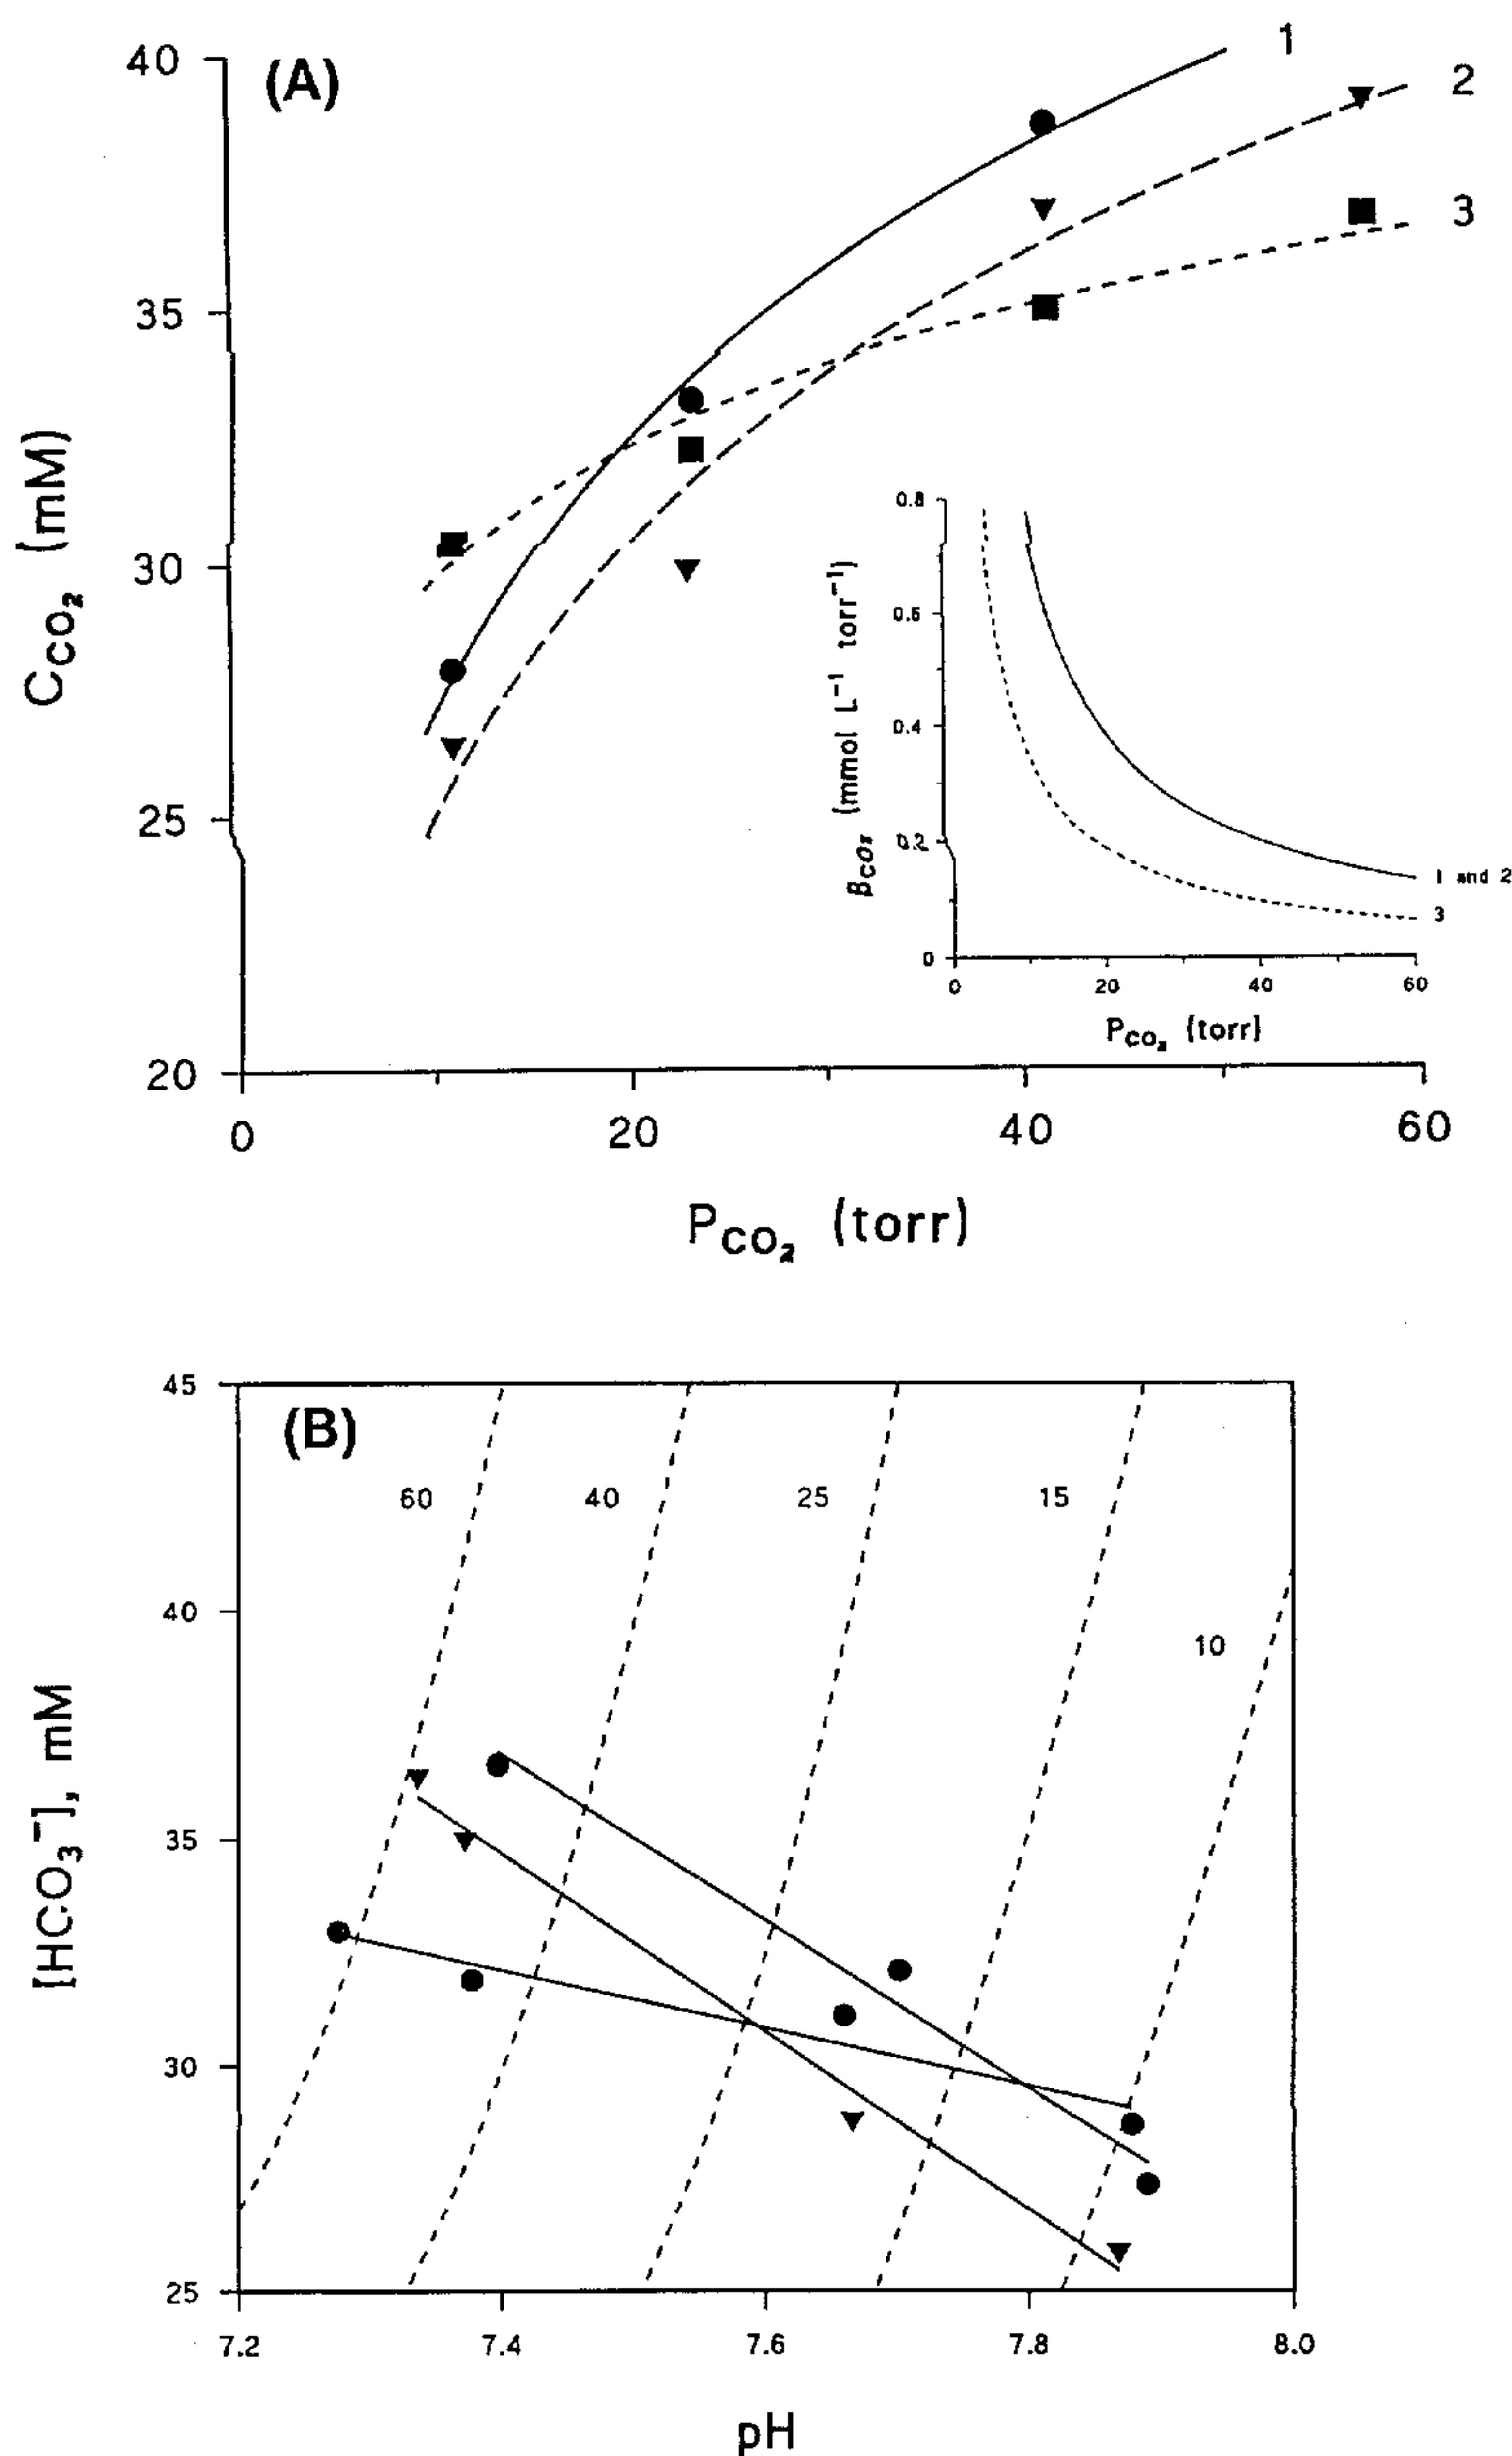 (A)
1
2
3
40
35
30
25
20
C_CO₂ (mM)
0 20 40 60
P_CO₂ (torr)
0.8
0.6
0.4
0.2
0
β_CO₂ (mmol L⁻¹ torr⁻¹)
1 and 2
3
0 20 40 60
P_CO₂ (torr)
(B)
45
40
35
30
25
60 40 25 15
10
[HCO₃⁻], mM
7.2 7.4 7.6 7.8 8.0
pH